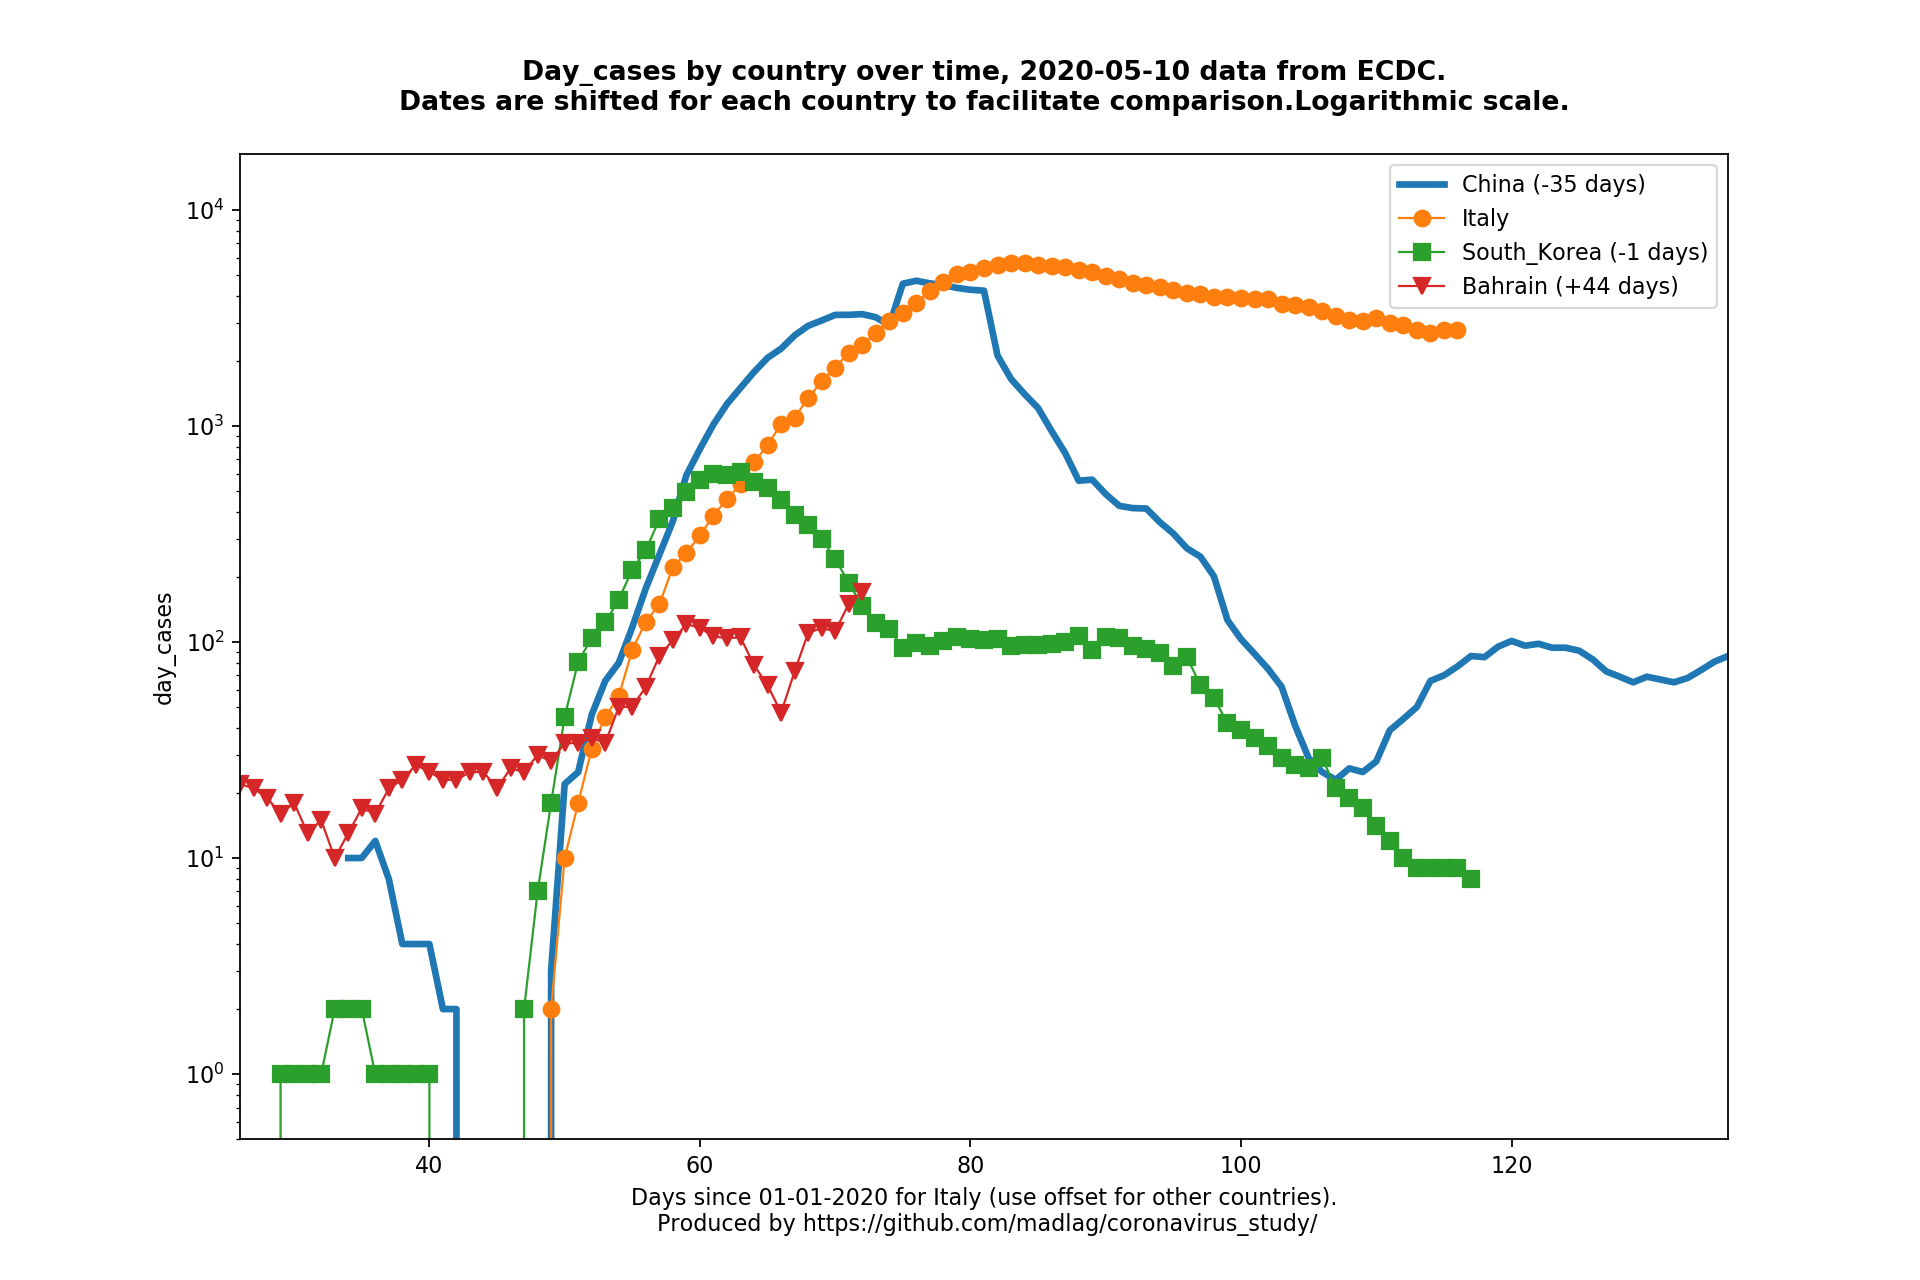 Day_cases by country over time, 2020-05-10 data from ECDC.
Dates are shifted for each country to facilitate comparison.Logarithmic scale.
China (-35 days)
Italy
South_Korea (-1 days)
Bahrain (+44 days)
day_cases
10^4
10^3
10^2
10^1
10^0
40 60 80 100 120
Days since 01-01-2020 for Italy (use offset for other countries).
Produced by https://github.com/madlag/coronavirus_study/